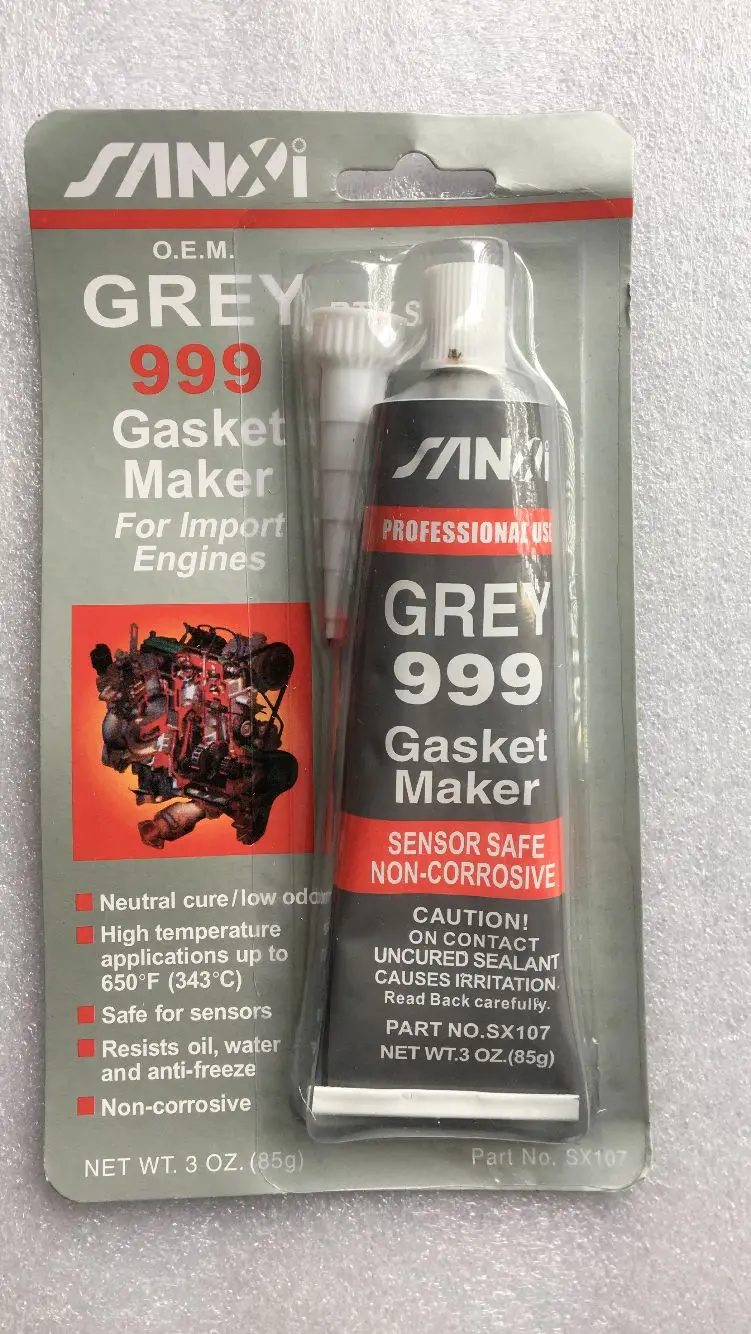 SANXi
O.E.M.
GREY
999
Gasket
Maker
For Import
Engines
Neutral cure/low odour
High temperature
applications up to
650°F (343°C)
Safe for sensors
Resists oil, water
and anti-freeze
Non-corrosive
NET WT. 3 OZ. (85g)
Part No. SX107
SANXi
PROFESSIONAL USE
GREY
999
Gasket
Maker
SENSOR SAFE
NON-CORROSIVE
CAUTION!
ON CONTACT
UNCURED SEALANT
CAUSES IRRITATION.
Read Back carefully.
PART NO.SX107
NET WT.3 OZ.(85g)